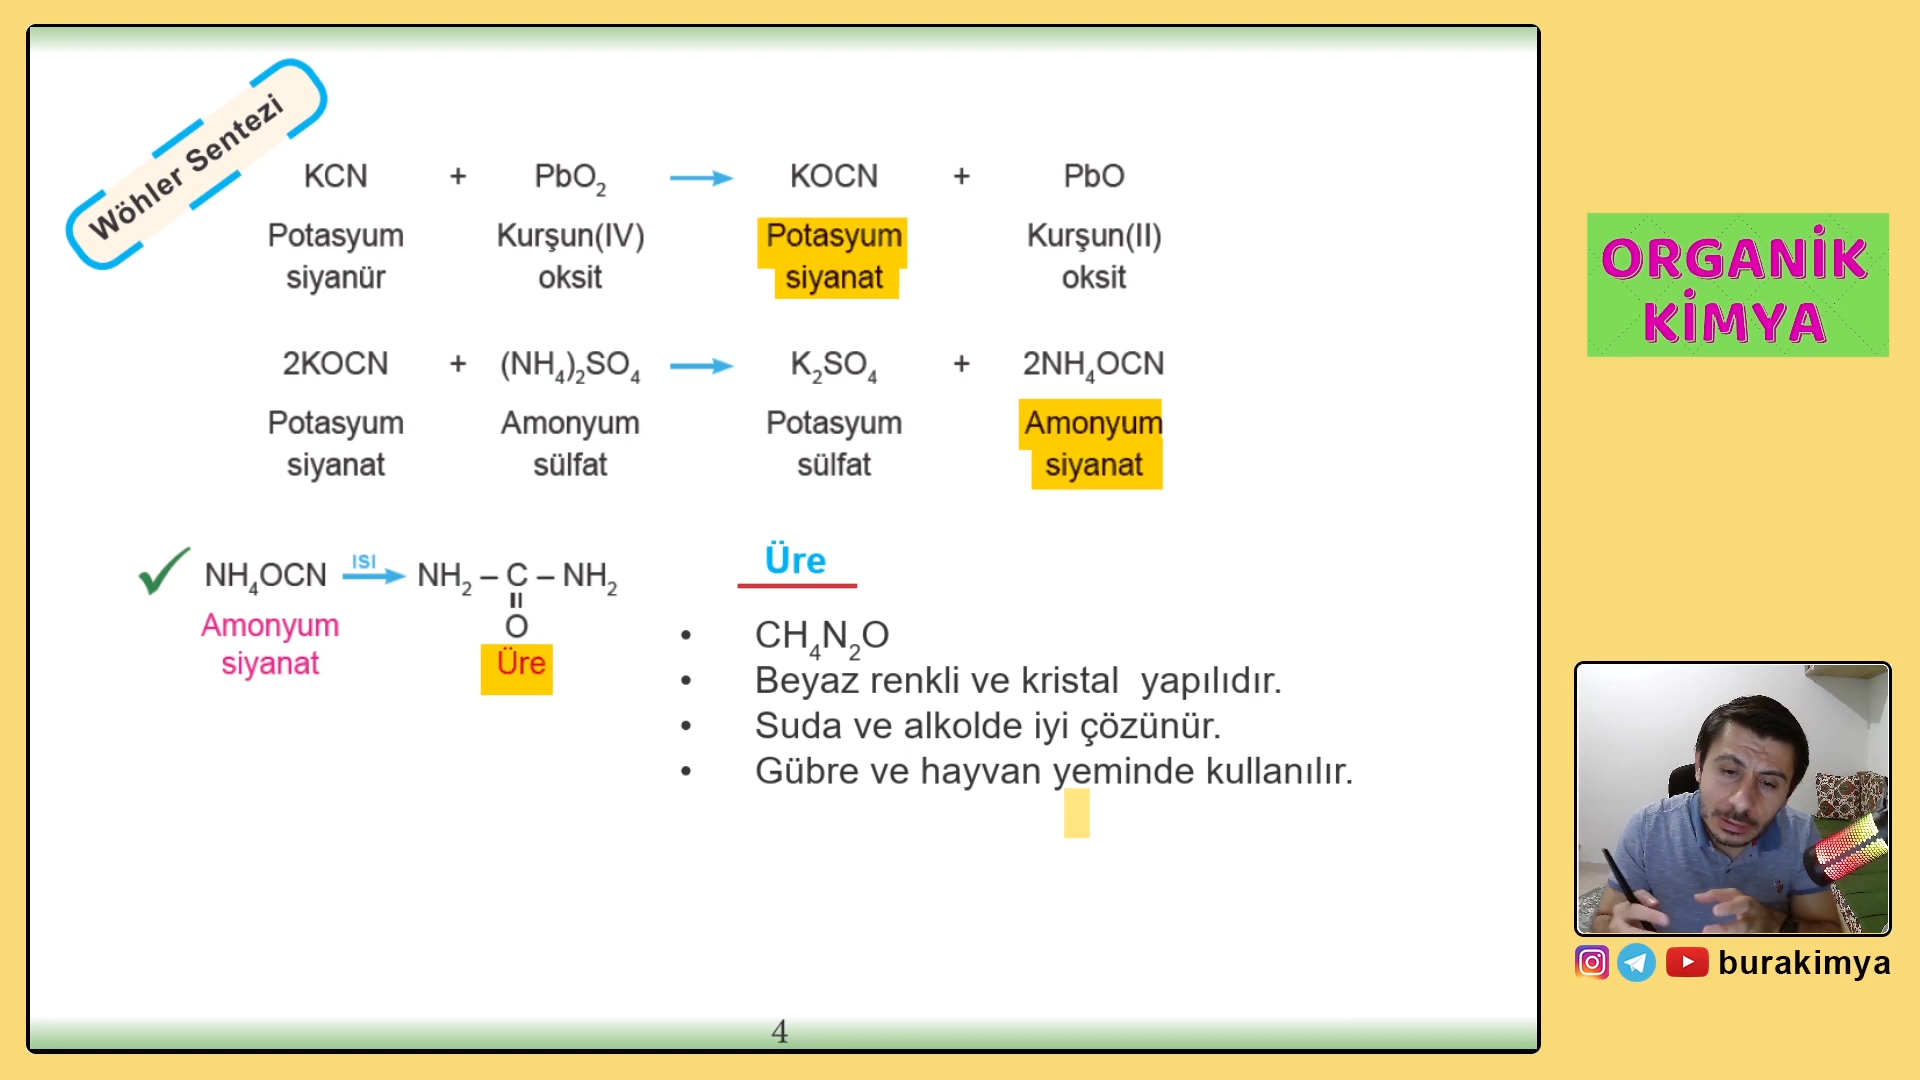 Wöhler Sentezi
KCN + PbO₂ → KOCN + PbO
Potasyum siyanür Kurşun(IV) oksit Potasyum siyanat Kurşun(II) oksit
2KOCN + (NH₄)₂SO₄ → K₂SO₄ + 2NH₄OCN
Potasyum siyanat Amonyum sülfat Potasyum sülfat Amonyum siyanat
NH₄OCN ISI → NH₂ – C – NH₂
=
O
Amonyum siyanat Üre
Üre
• CH₄N₂O
• Beyaz renkli ve kristal yapılıdır.
• Suda ve alkolde iyi çözünür.
• Gübre ve hayvan yeminde kullanılır.
4
ORGANİK
KİMYA
burakimya